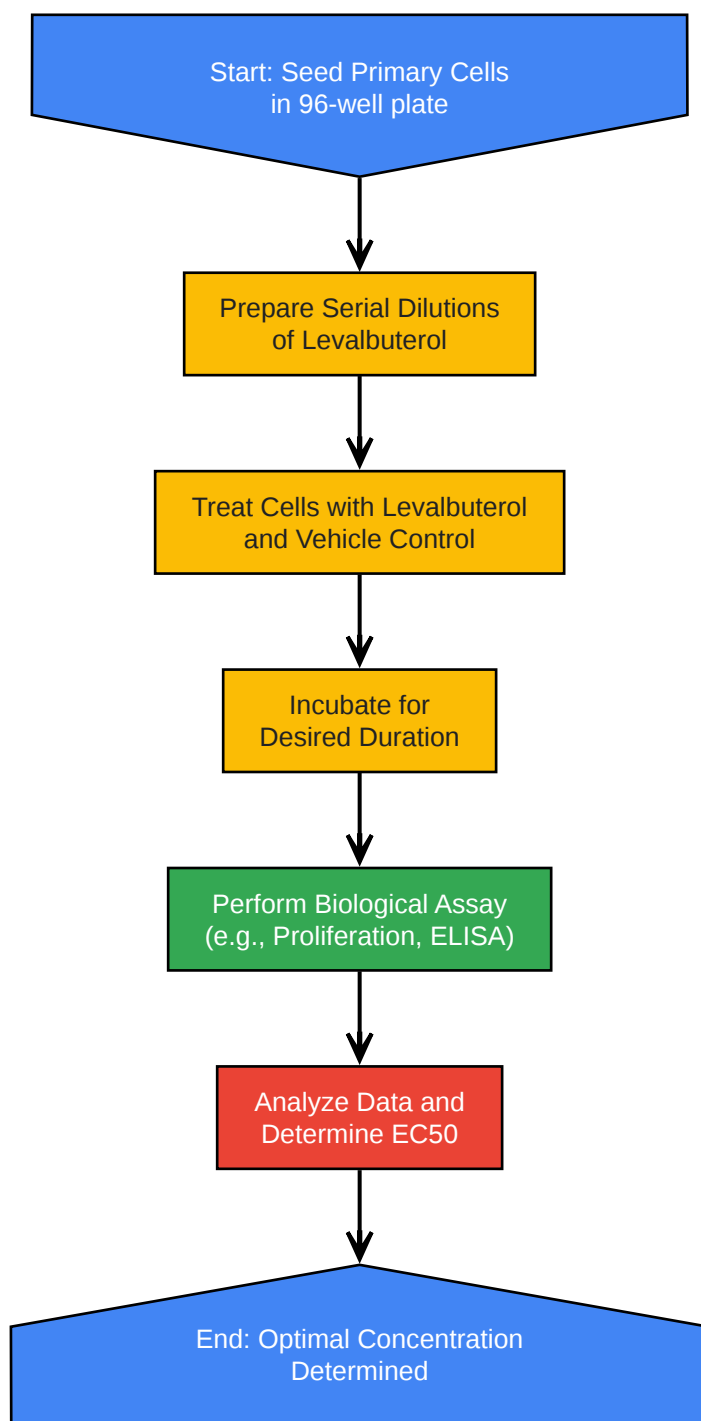 Start: Seed Primary Cells
in 96-well plate
Prepare Serial Dilutions
of Levalbuterol
Treat Cells with Levalbuterol
and Vehicle Control
Incubate for
Desired Duration
Perform Biological Assay
(e.g., Proliferation, ELISA)
Analyze Data and
Determine EC50
End: Optimal Concentration
Determined